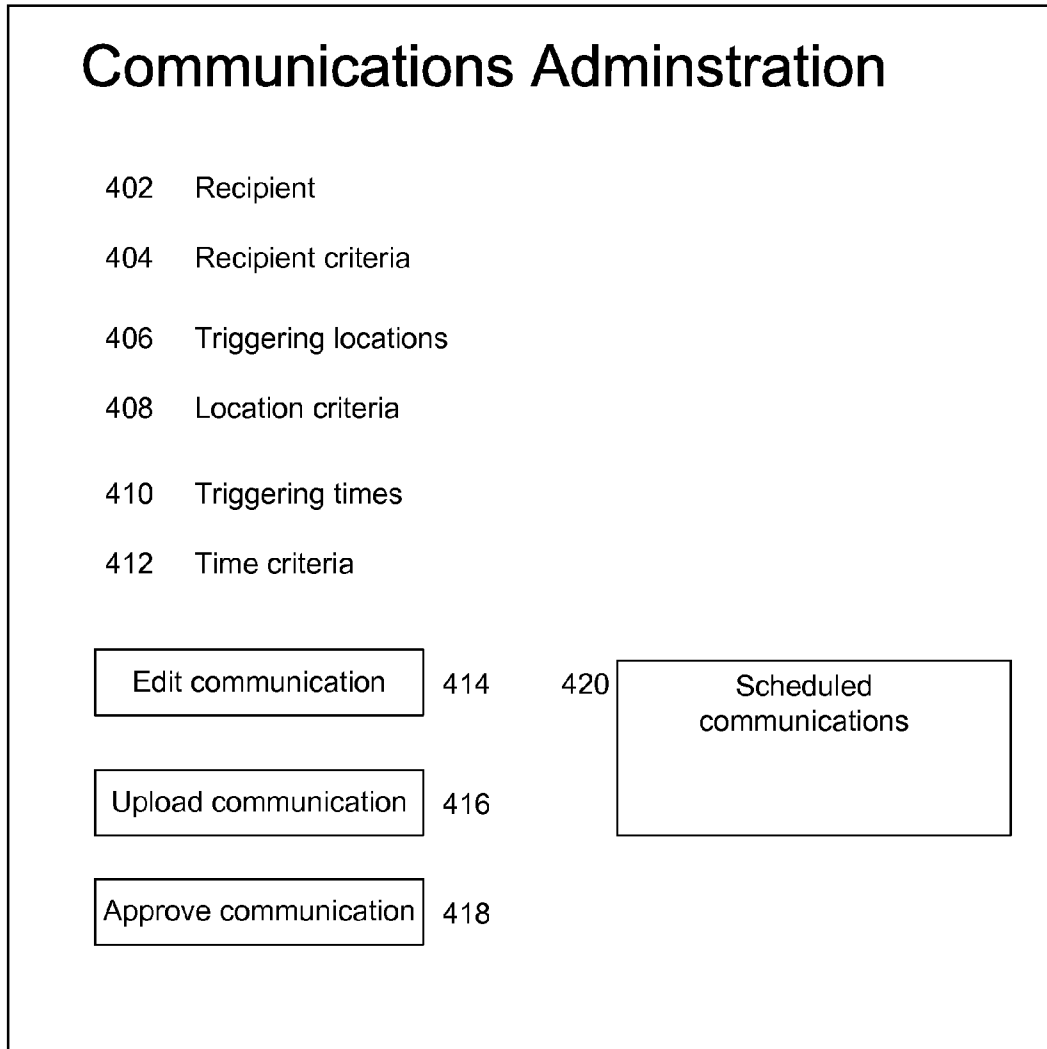 Communications Adminstration
402 Recipient
404 Recipient criteria
406 Triggering locations
408 Location criteria
410 Triggering times
412 Time criteria
Edit communication 414
420 Scheduled
communications
Upload communication 416
Approve communication 418